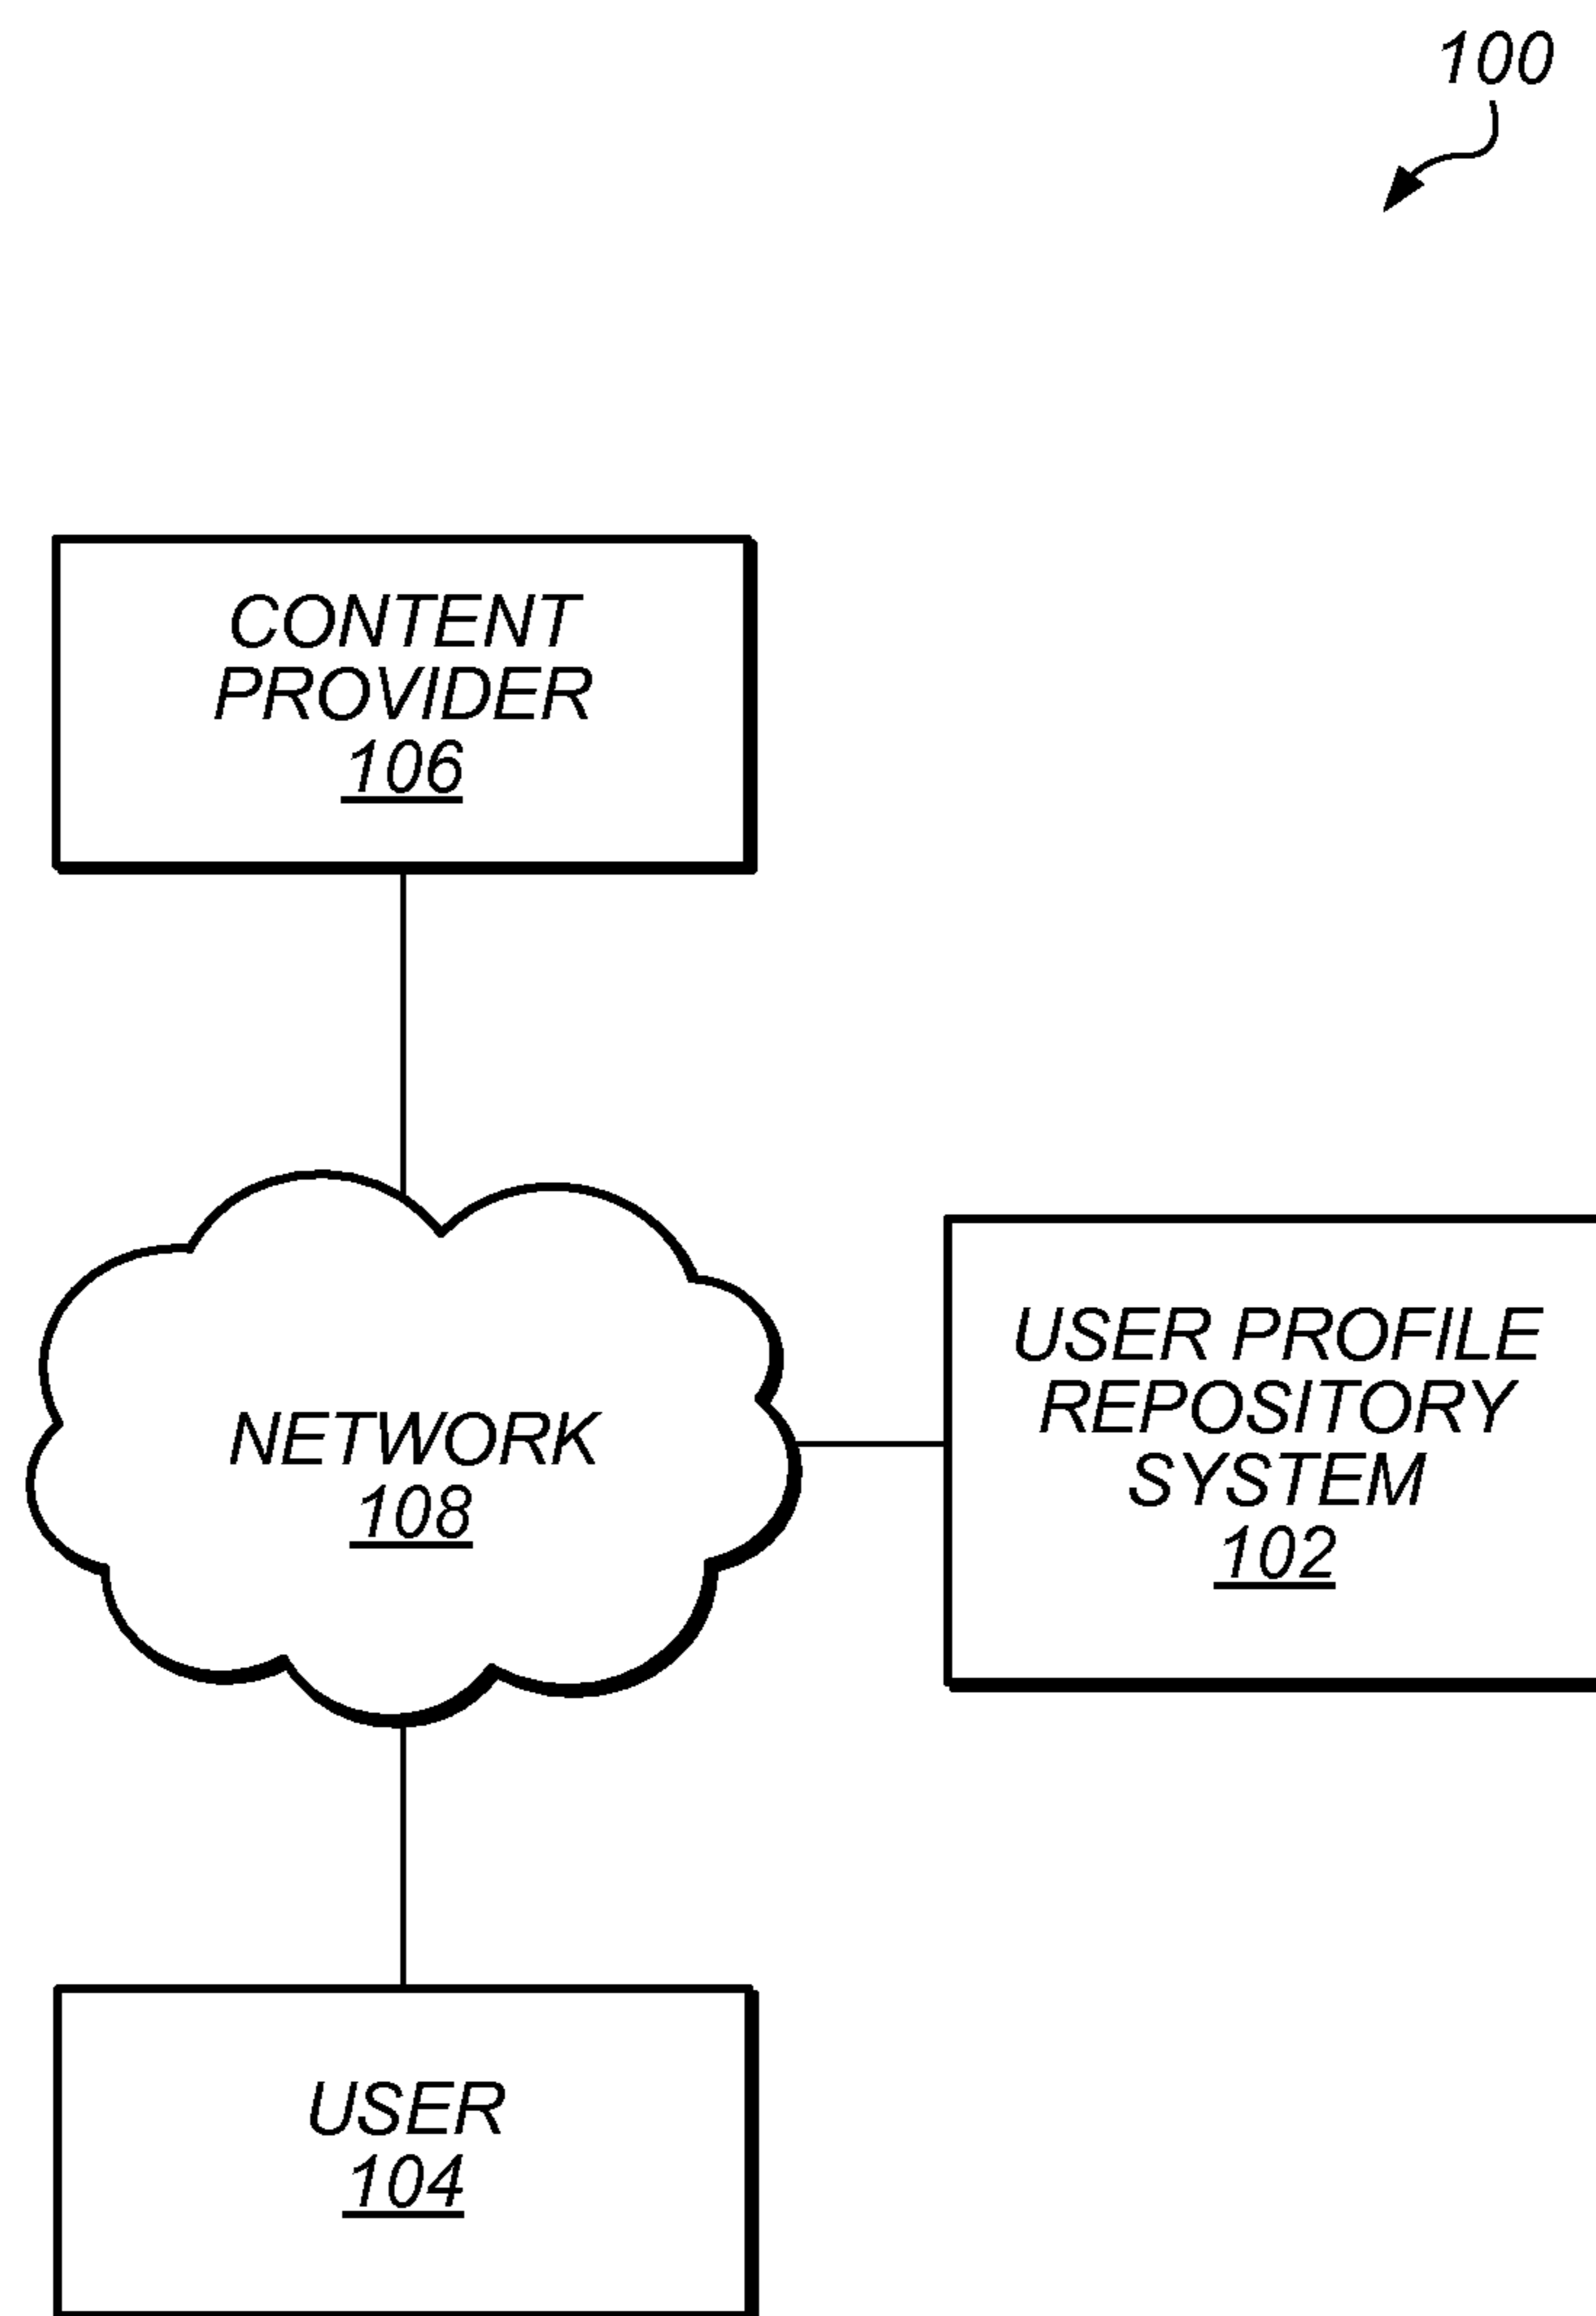 100
CONTENT
PROVIDER
106
NETWORK
108
USER PROFILE
REPOSITORY
SYSTEM
102
USER
104